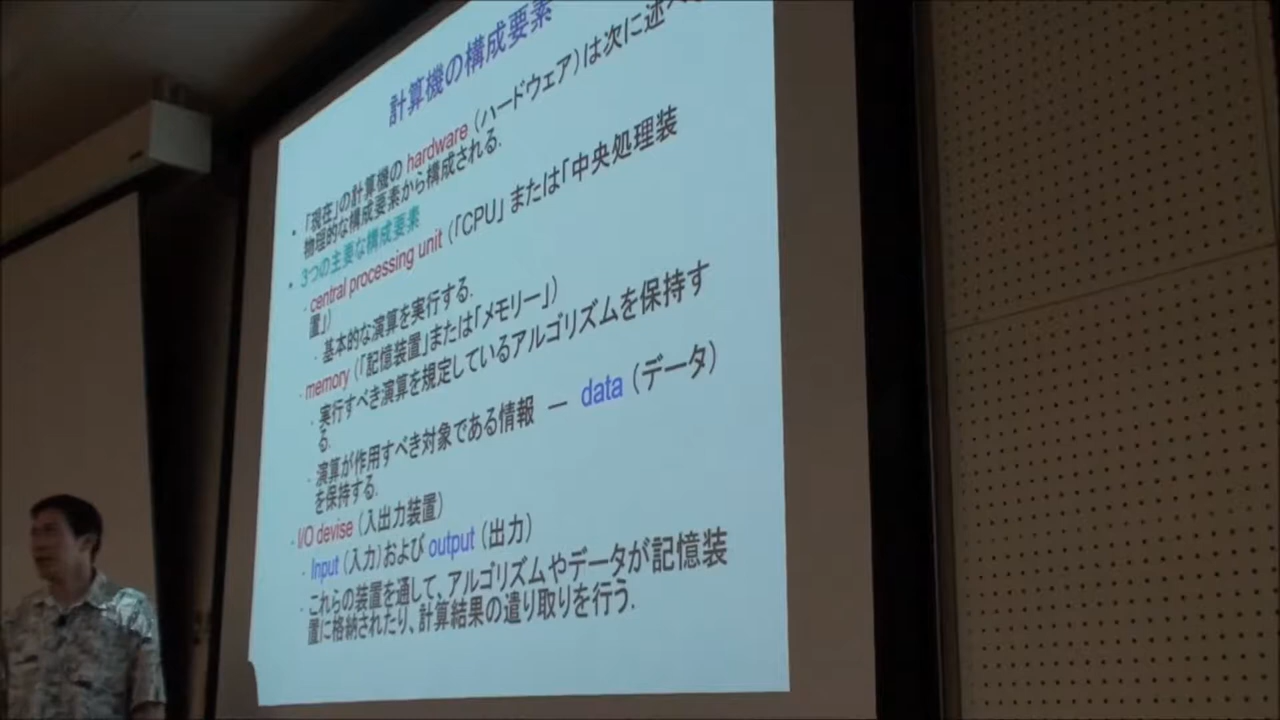 計算機の構成要素
・「現在」の計算機の hardware (ハードウェア)は次に述べ
物理的な構成要素から構成される.
・3つの主要な構成要素
・central processing unit (「CPU」または「中央処理装
置」)
・基本的な演算を実行する.
・memory (「記憶装置」または「メモリー」)
・実行すべき演算を規定しているアルゴリズムを保持す
る.
・演算が作用すべき対象である情報 ― data (データ)
を保持する.
・I/O devise (入出力装置)
・Input (入力)および output (出力)
・これらの装置を通して、アルゴリズムやデータが記憶装
置に格納されたり、計算結果の遣り取りを行う.